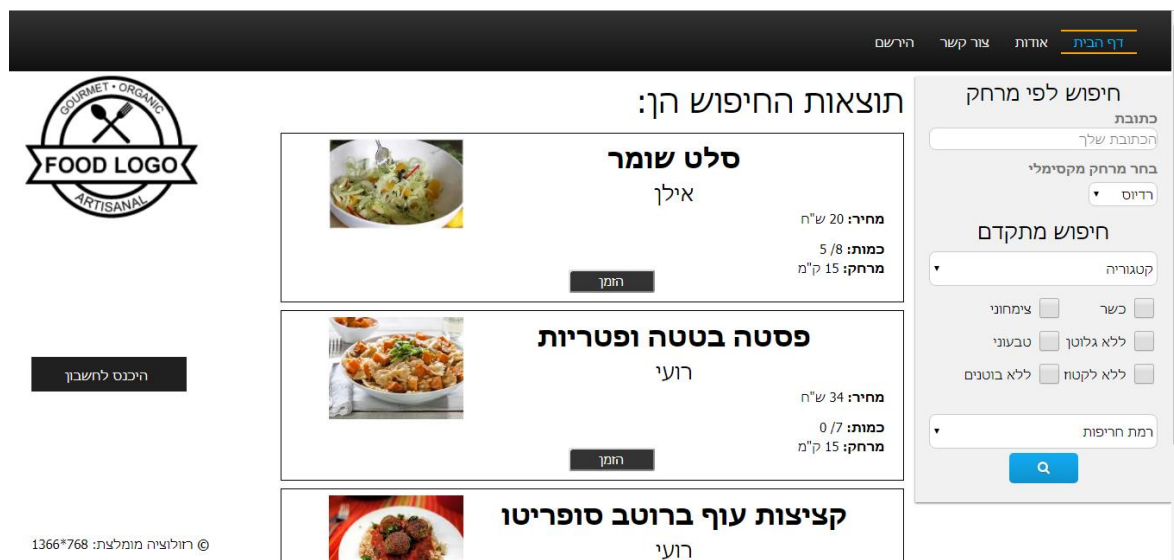 דף הבית אודות צור קשר הירשם
חיפוש לפי מרחק
כתובת
הכתובת שלך
בחר מרחק מקסימלי
רדיוס
חיפוש מתקדם
קטגוריה
כשר צימחוני
ללא גלוטן טבעוני
ללא לקטוז ללא בוטנים
רמת חריפות
תוצאות החיפוש הן:
סלט שומר
אילן
מחיר: 20 ש"ח
כמות: 8/ 5
מרחק: 15 ק"מ
הזמן
פסטה בטטה ופטריות
רועי
מחיר: 34 ש"ח
כמות: 7/ 0
מרחק: 15 ק"מ
הזמן
קציצות עוף ברוטב סופריטו
רועי
GOURMET • ORGANIC
FOOD LOGO
ARTISANAL
היכנס לחשבון
© רזולוציה מומלצת: 768*1366